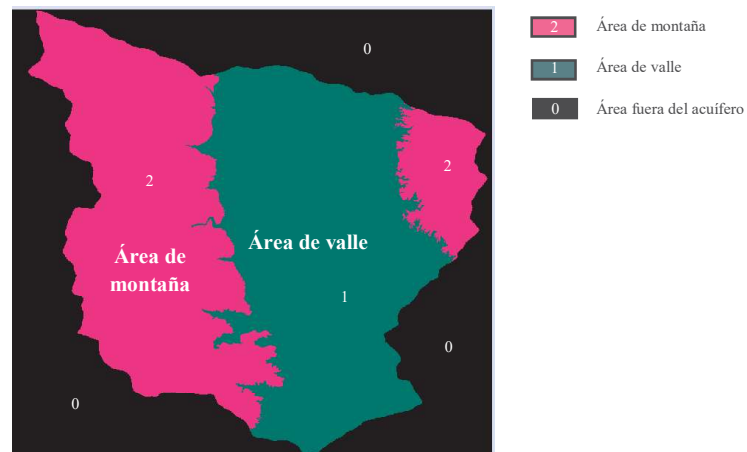 0
2
2
Área de
montaña
Área de valle
1
0
0
2 Área de montaña
1 Área de valle
0 Área fuera del acuífero